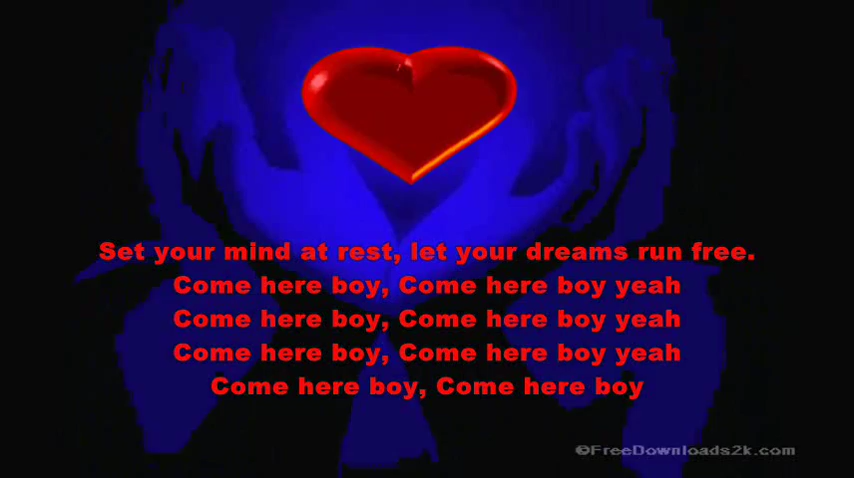 Set your mind at rest, let your dreams run free.
Come here boy, Come here boy yeah
Come here boy, Come here boy yeah
Come here boy, Come here boy yeah
Come here boy, Come here boy
©FreeDownloads2k.com